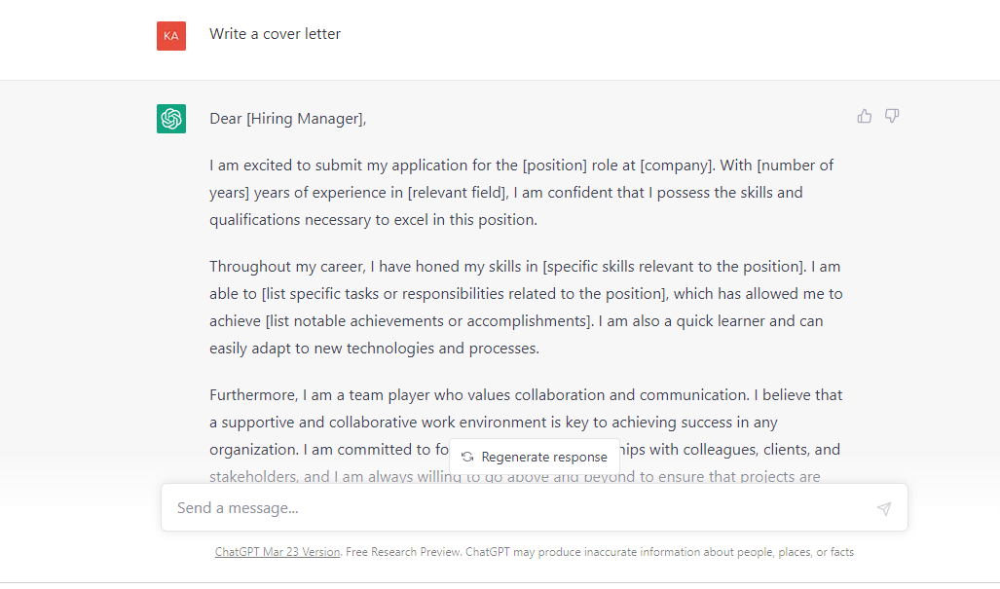 KA
Write a cover letter
Dear [Hiring Manager],
I am excited to submit my application for the [position] role at [company]. With [number of
years] years of experience in [relevant field], I am confident that I possess the skills and
qualifications necessary to excel in this position.
Throughout my career, I have honed my skills in [specific skills relevant to the position]. I am
able to [list specific tasks or responsibilities related to the position], which has allowed me to
achieve [list notable achievements or accomplishments]. I am also a quick learner and can
easily adapt to new technologies and processes.
Furthermore, I am a team player who values collaboration and communication. I believe that
a supportive and collaborative work environment is key to achieving success in any
organization. I am committed to fo
hips with colleagues, clients, and
Regenerate response
stakeholders, and I am always willing to go above and beyond to ensure that projects are
Send a message...
ChatGPT Mar 23 Version. Free Research Preview. ChatGPT may produce inaccurate information about people, places, or facts